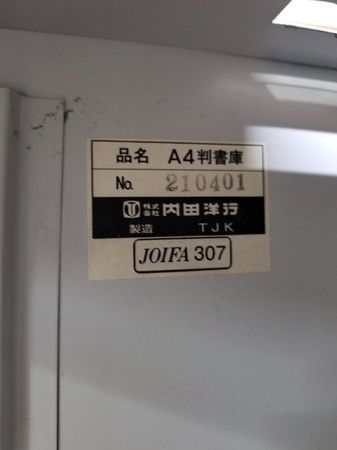 品名 A4判書庫
No. 210401
株式会社 内田洋行
製造 TJK
JOIFA 307